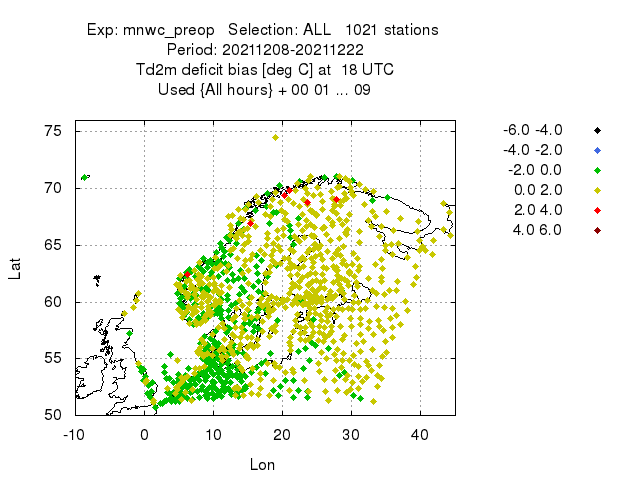 Exp: mnwc_preop   Selection: ALL   1021 stations
Period: 20211208-20211222
Td2m deficit bias [deg C] at  18 UTC
Used {All hours} + 00 01 ... 09
75
70
65
60
55
50
Lat
-10 0 10 20 30 40
Lon
-6.0 -4.0
-4.0 -2.0
-2.0 0.0
0.0 2.0
2.0 4.0
4.0 6.0